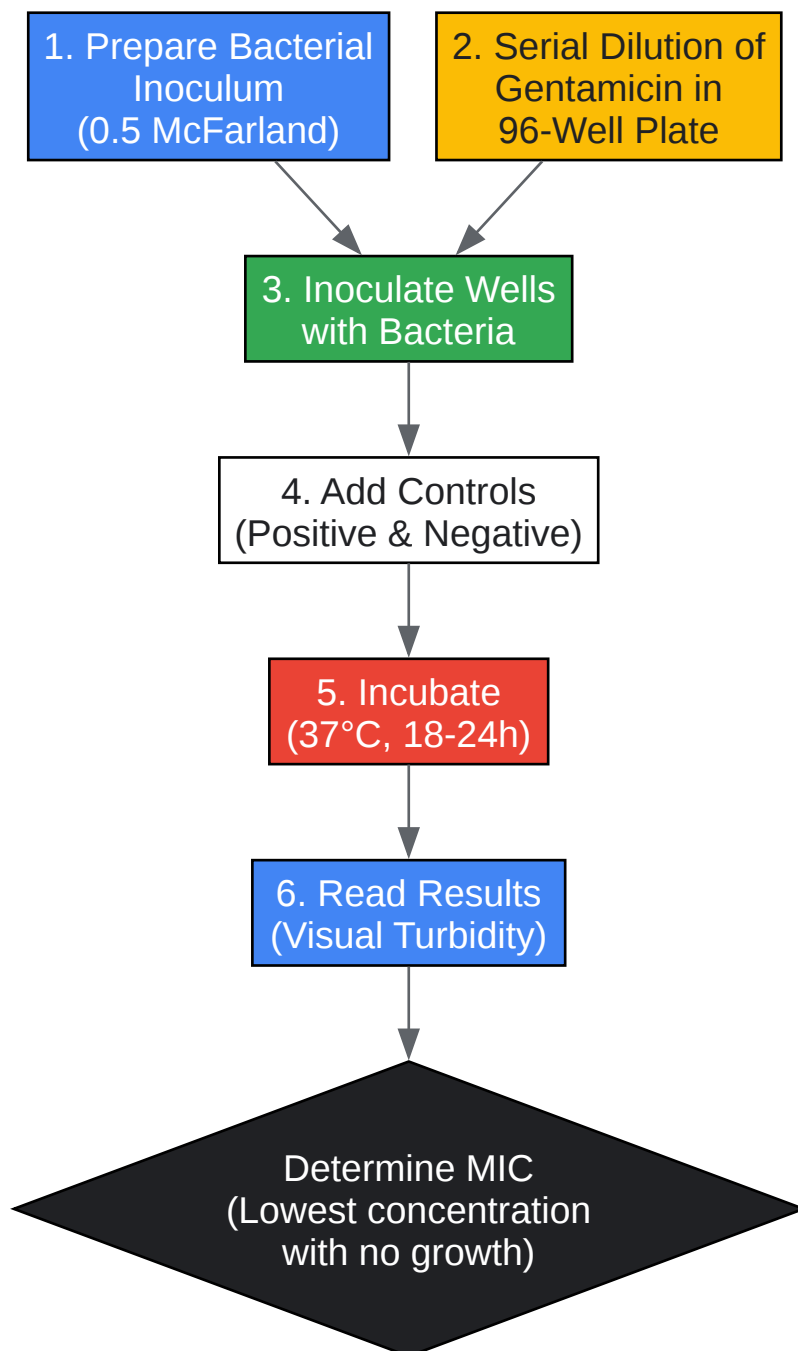 1. Prepare Bacterial
Inoculum
(0.5 McFarland)
2. Serial Dilution of
Gentamicin in
96-Well Plate
3. Inoculate Wells
with Bacteria
4. Add Controls
(Positive & Negative)
5. Incubate
(37°C, 18-24h)
6. Read Results
(Visual Turbidity)
Determine MIC
(Lowest concentration
with no growth)